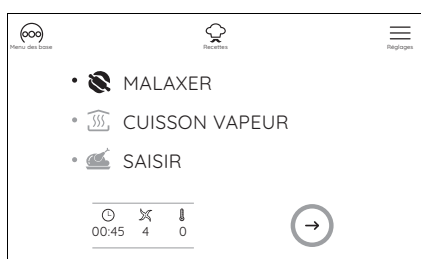 Menu des base
Recettes
Réglages
MALAXER
CUISSON VAPEUR
SAISIR
00:45 4 0